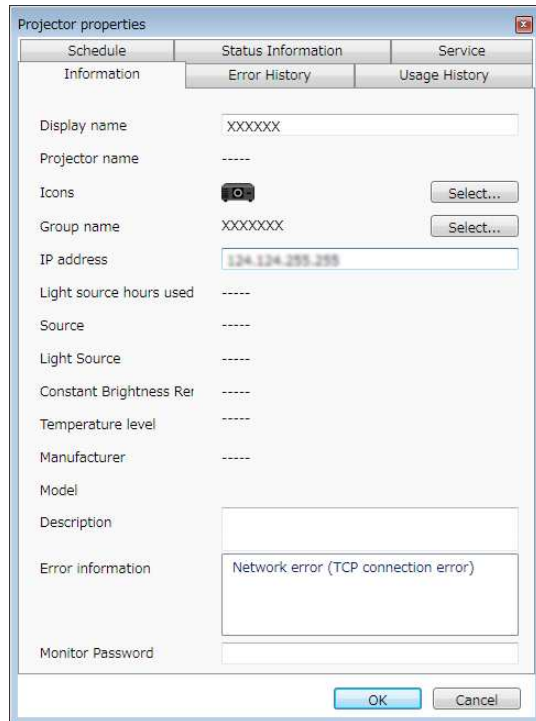 Projector properties
Schedule Status Information Service
Information Error History Usage History
Display name XXXXXX
Projector name -----
Icons Select...
Group name XXXXXXX Select...
IP address 124.124.255.255
Light source hours used -----
Source -----
Light Source -----
Constant Brightness Rer -----
Temperature level -----
Manufacturer -----
Model
Description
Error information Network error (TCP connection error)
Monitor Password
OK Cancel